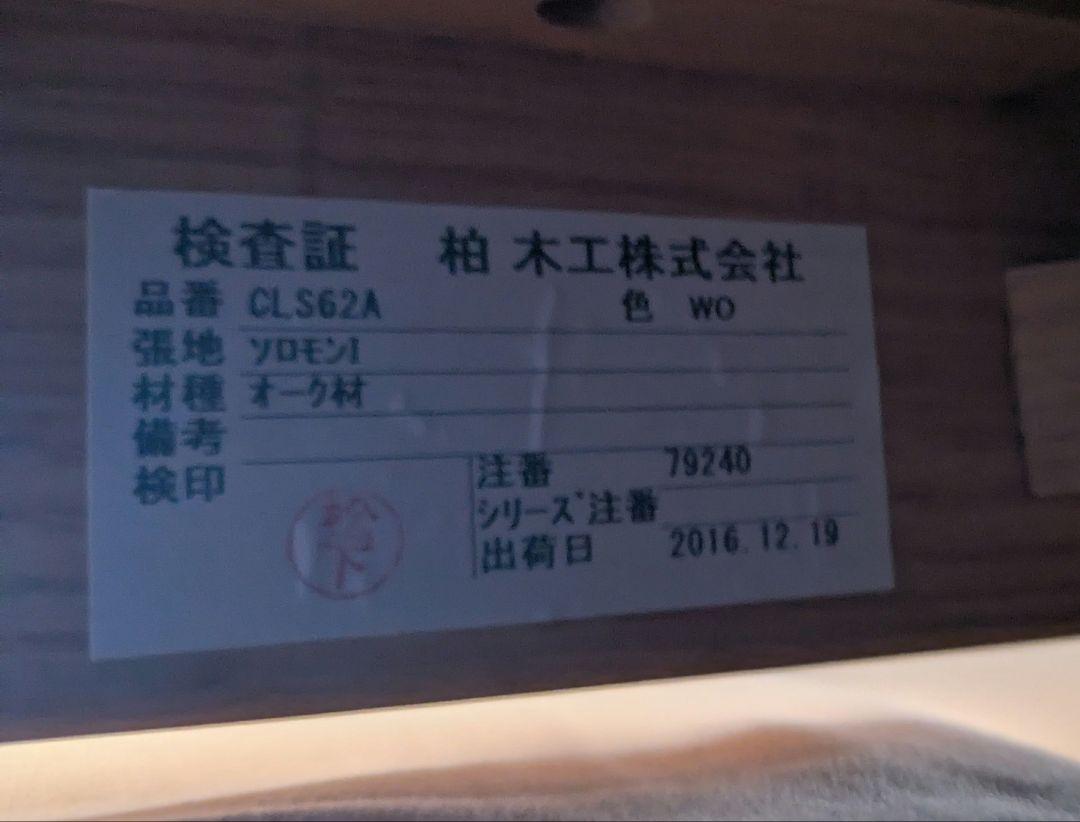 検査証 柏木工株式会社
品番 CLS62A 色 WO
張地 ソロモンI
材種 オーク材
備考
検印 松下
注番 79240
シリーズ注番
出荷日 2016.12.19